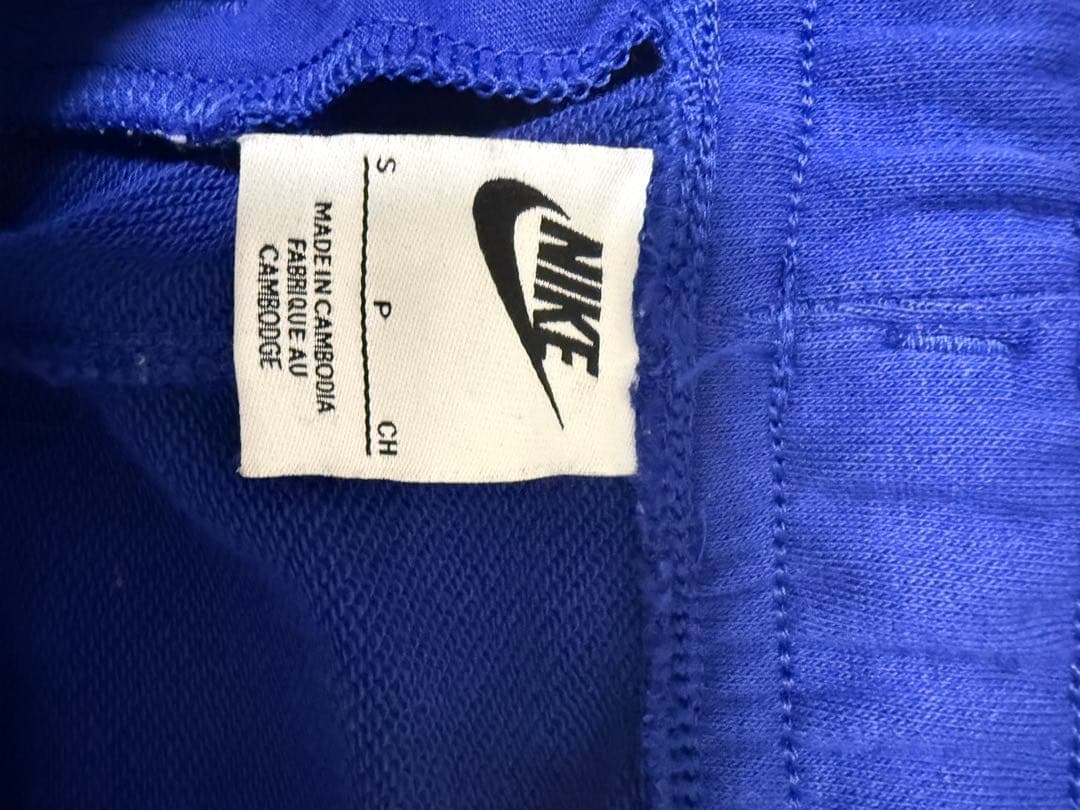 NIKE
S P CH
MADE IN CAMBODIA
FABRIQUE AU
CAMBODGE